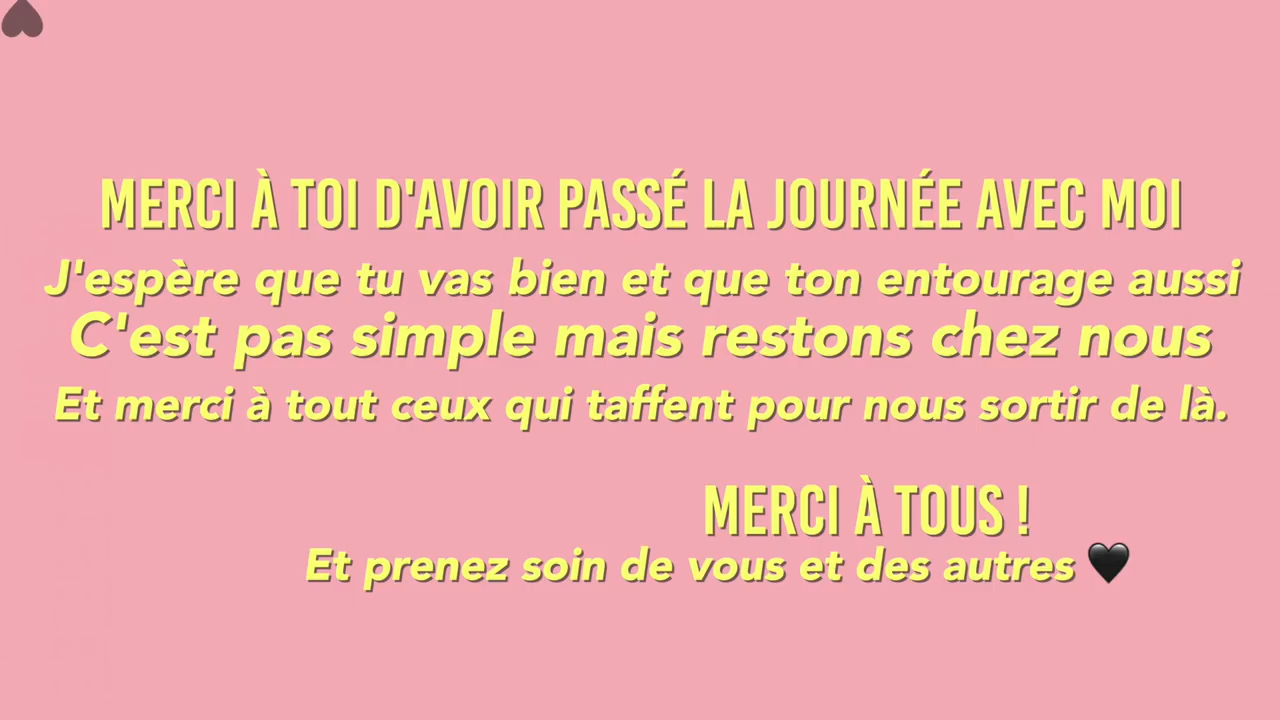 MERCI À TOI D'AVOIR PASSÉ LA JOURNÉE AVEC MOI
J'espère que tu vas bien et que ton entourage aussi
C'est pas simple mais restons chez nous
Et merci à tout ceux qui taffent pour nous sortir de là.
MERCI À TOUS !
Et prenez soin de vous et des autres 🖤